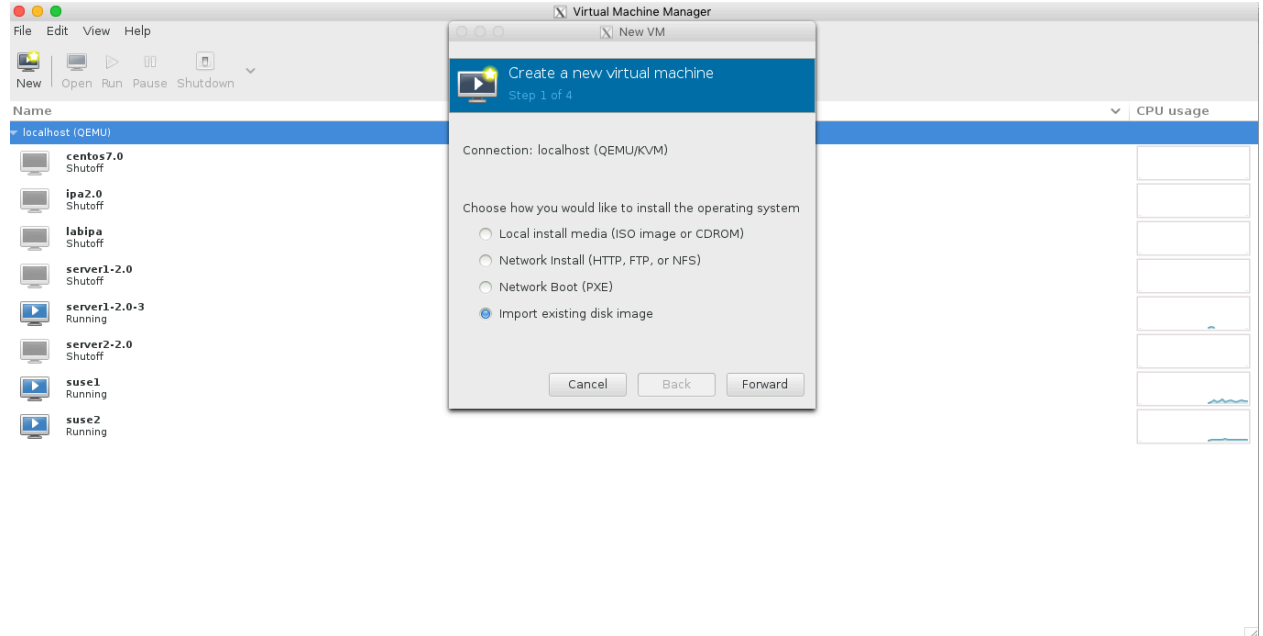 Virtual Machine Manager
File Edit View Help
New Open Run Pause Shutdown
Name CPU usage
localhost (QEMU)
centos7.0
Shutoff
ipa2.0
Shutoff
labipa
Shutoff
server1-2.0
Shutoff
server1-2.0-3
Running
server2-2.0
Shutoff
suse1
Running
suse2
Running
New VM
Create a new virtual machine
Step 1 of 4
Connection: localhost (QEMU/KVM)
Choose how you would like to install the operating system
Local install media (ISO image or CDROM)
Network Install (HTTP, FTP, or NFS)
Network Boot (PXE)
Import existing disk image
Cancel Back Forward